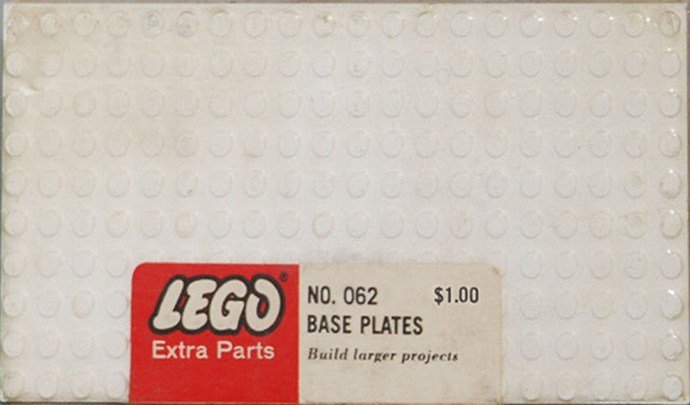 LEGO®
Extra Parts
NO. 062 $1.00
BASE PLATES
Build larger projects